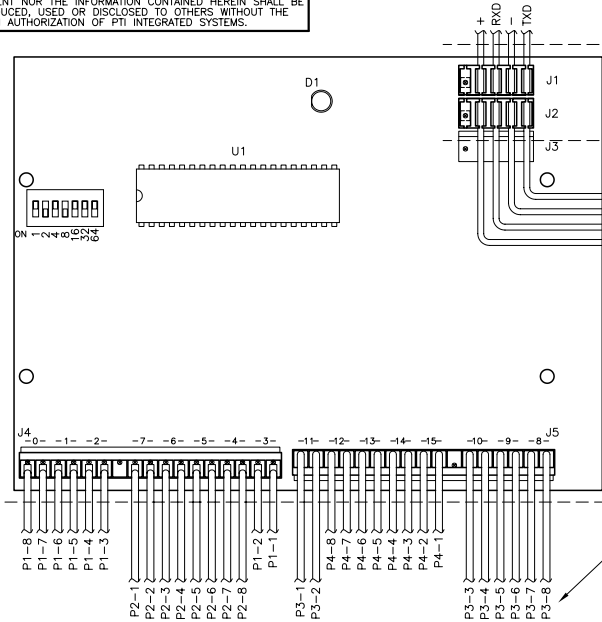 ENT NOR THE INFORMATION CONTAINED HEREIN SHALL BE
UCED, USED OR DISCLOSED TO OTHERS WITHOUT THE
AUTHORIZATION OF PTI INTEGRATED SYSTEMS.
+ RXD - TXD
J1
D1
J2
J3
U1
ON 1 2 4 8 16 32 64
J4
J5
-0- -1- -2- -7- -6- -5- -4- -3- -11- -12- -13- -14- -15- -10- -9- -8-
P1-8 P1-7 P1-6 P1-5 P1-4 P1-3 P1-2 P1-1
P4-8 P4-7 P4-6 P4-5 P4-4 P4-3 P4-2 P4-1
P2-1 P2-2 P2-3 P2-4 P2-5 P2-6 P2-7 P2-8
P3-1 P3-2 P3-3 P3-4 P3-5 P3-6 P3-7 P3-8